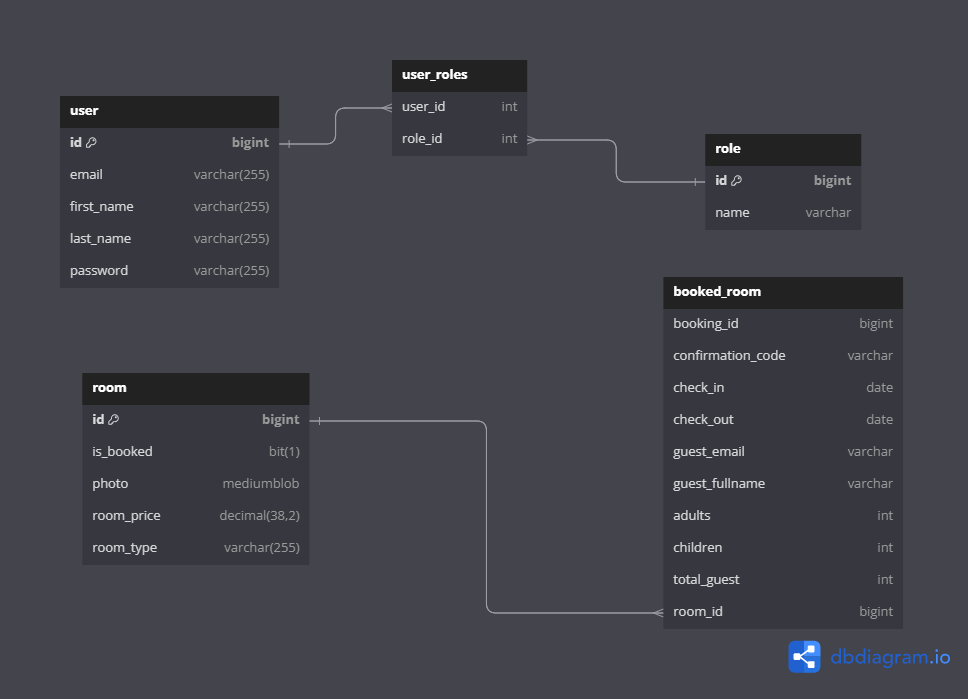 user
id bigint
email varchar(255)
first_name varchar(255)
last_name varchar(255)
password varchar(255)
user_roles
user_id int
role_id int
role
id bigint
name varchar
room
id bigint
is_booked bit(1)
photo mediumblob
room_price decimal(38,2)
room_type varchar(255)
booked_room
booking_id bigint
confirmation_code varchar
check_in date
check_out date
guest_email varchar
guest_fullname varchar
adults int
children int
total_guest int
room_id bigint
dbdiagram.io